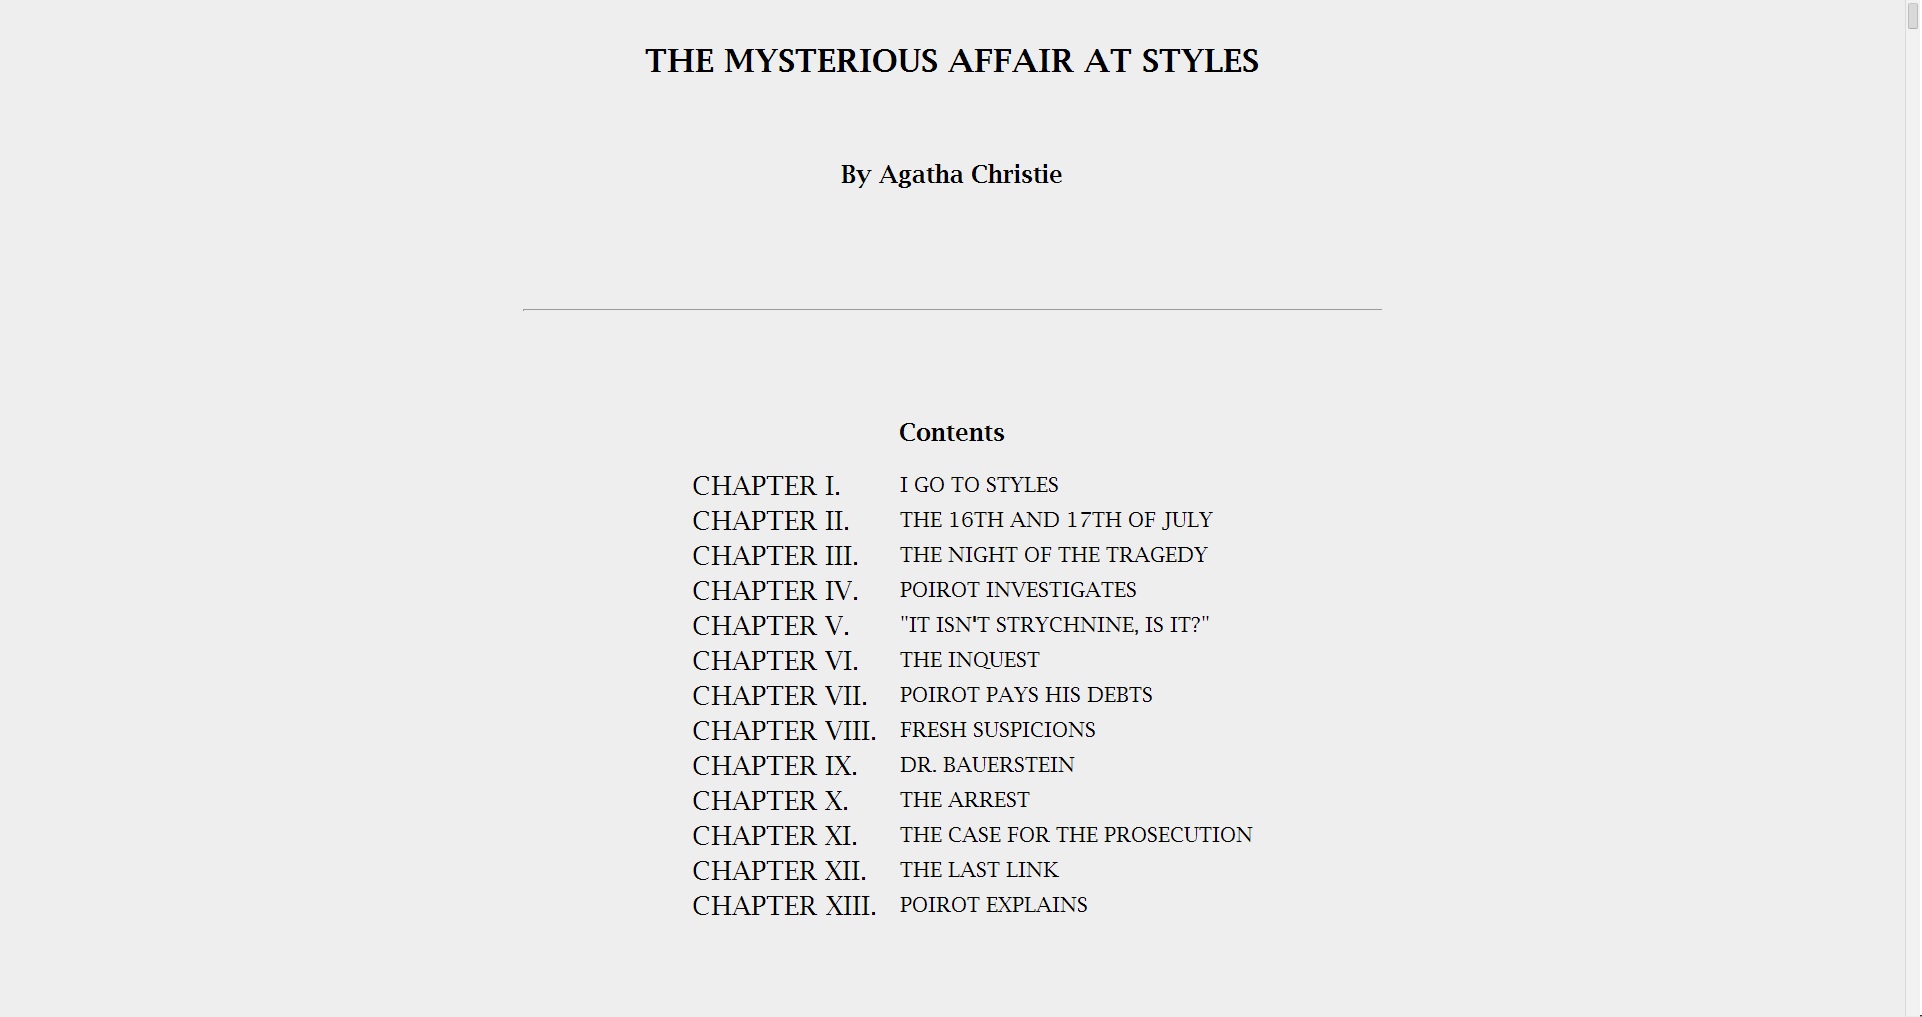 THE MYSTERIOUS AFFAIR AT STYLES
By Agatha Christie
Contents
CHAPTER I. I GO TO STYLES
CHAPTER II. THE 16TH AND 17TH OF JULY
CHAPTER III. THE NIGHT OF THE TRAGEDY
CHAPTER IV. POIROT INVESTIGATES
CHAPTER V. "IT ISN'T STRYCHNINE, IS IT?"
CHAPTER VI. THE INQUEST
CHAPTER VII. POIROT PAYS HIS DEBTS
CHAPTER VIII. FRESH SUSPICIONS
CHAPTER IX. DR. BAUERSTEIN
CHAPTER X. THE ARREST
CHAPTER XI. THE CASE FOR THE PROSECUTION
CHAPTER XII. THE LAST LINK
CHAPTER XIII. POIROT EXPLAINS